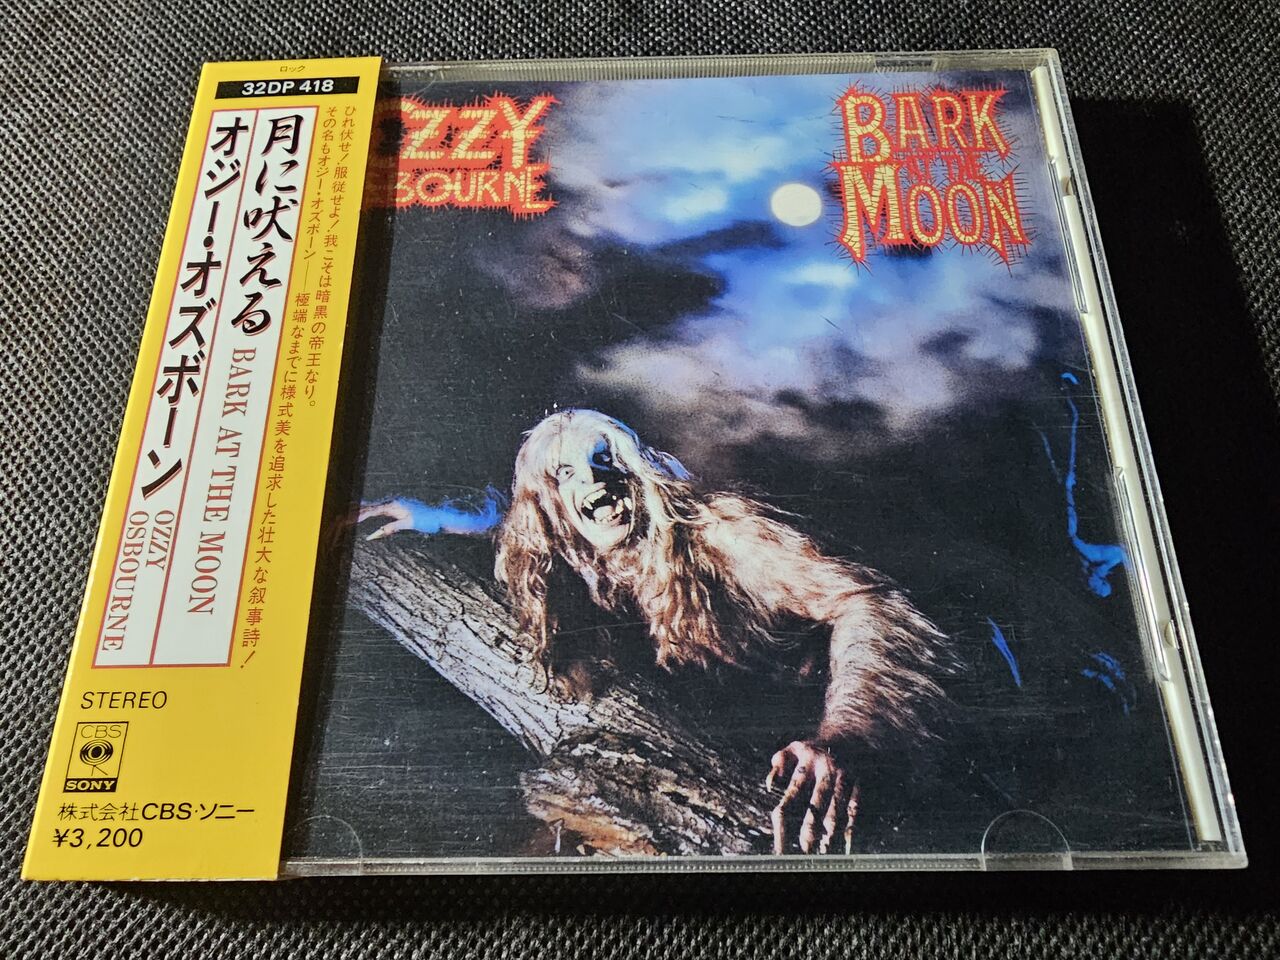 ロック
32DP 418
ひれ伏せ!服従せよ!我こそは暗黒の帝王なり。
その名もオジー・オズボーン——極端なまでに様式美を追求した壮大な叙事詩!
月に吠える BARK AT THE MOON
オジー・オズボーン OZZY OSBOURNE
STEREO
CBS
SONY
株式会社CBS・ソニー
¥3,200
OZZY
BOURNE
BARK
AT THE
MOON